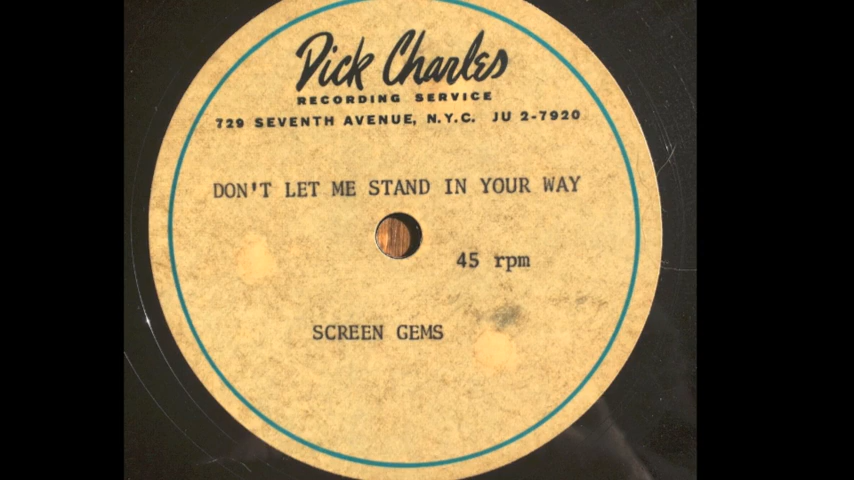 Dick Charles
RECORDING SERVICE
729 SEVENTH AVENUE, N.Y.C. JU 2-7920
DON'T LET ME STAND IN YOUR WAY
45 rpm
SCREEN GEMS